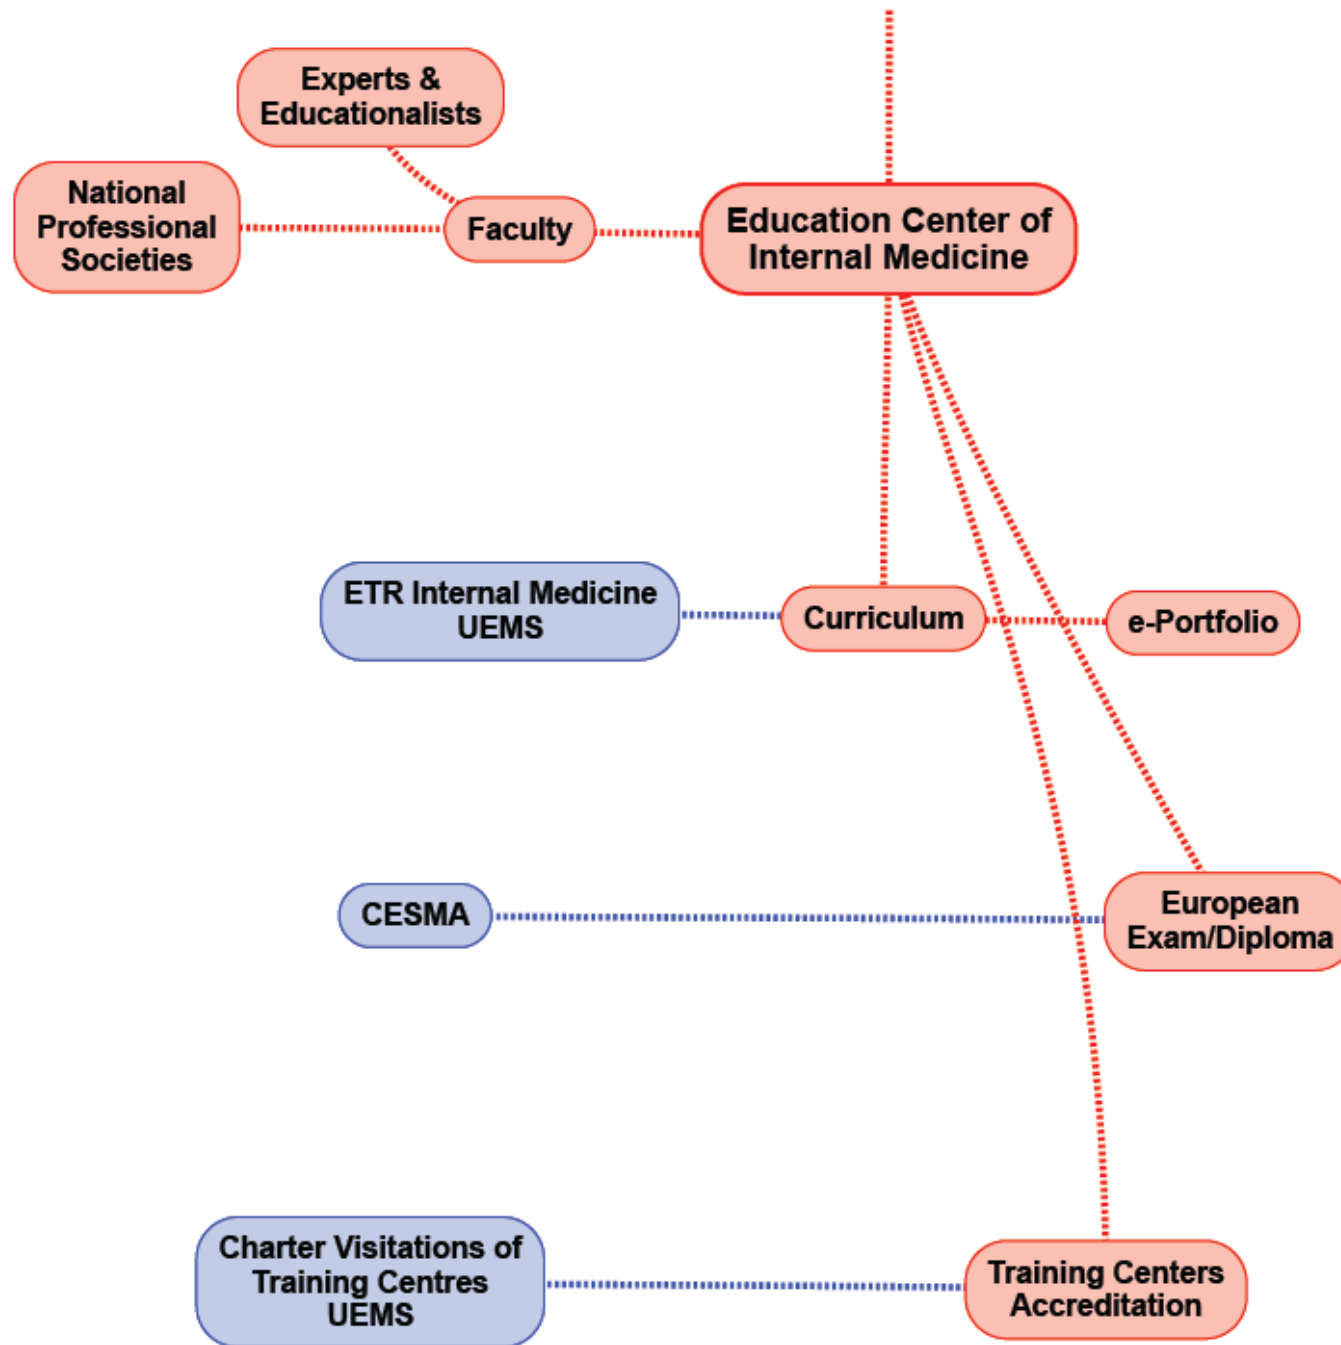 Experts &
Educationalists
National
Professional
Societies
Faculty
Education Center of
Internal Medicine
ETR Internal Medicine
UEMS
Curriculum
e-Portfolio
CESMA
European
Exam/Diploma
Charter Visitations of
Training Centres
UEMS
Training Centers
Accreditation